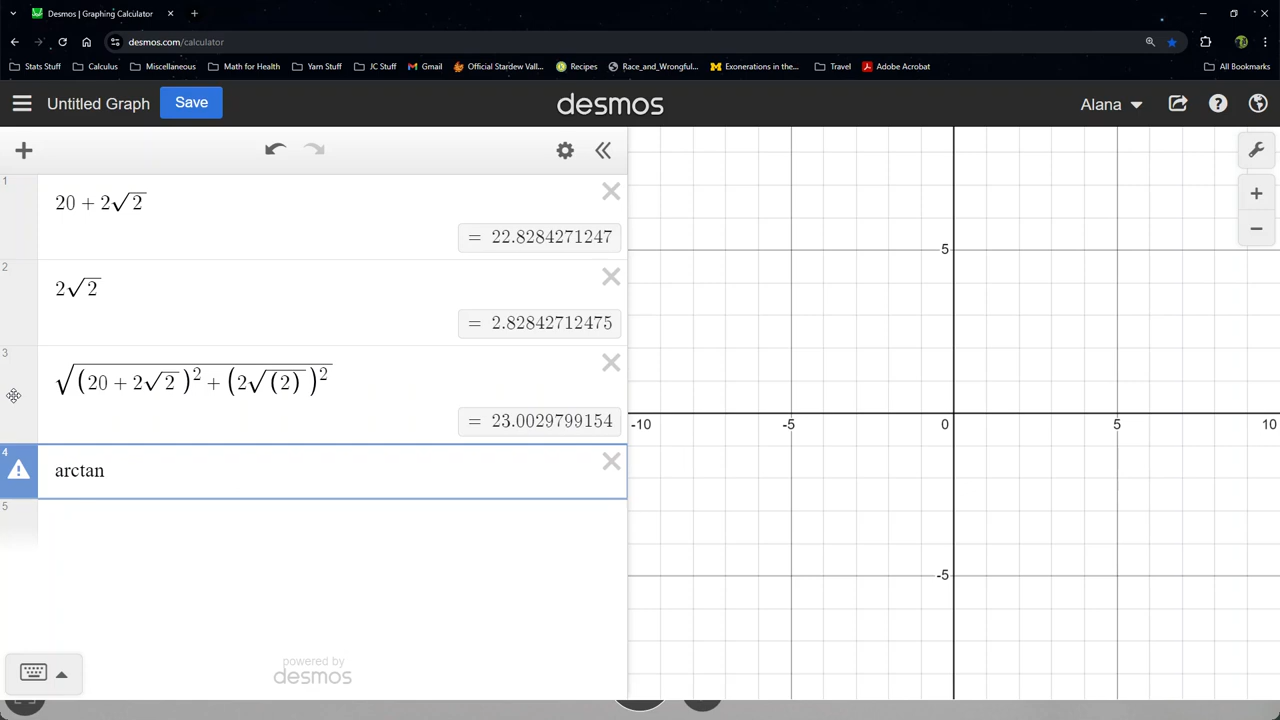 Desmos | Graphing Calculator
desmos.com/calculator
Stats Stuff Calculus Miscellaneous Math for Health Yarn Stuff JC Stuff Gmail Official Stardew Vall... Recipes Race_and_Wrongful... Exonerations in the... Travel Adobe Acrobat All Bookmarks
Untitled Graph Save desmos Alana
1
20 + 2√2
= 22.8284271247
2
2√2
= 2.82842712475
3
√((20 + 2√2)² + (2√(2))²)
= 23.0029799154
4
arctan
5
powered by
desmos
5
-10 -5 0 5 10
-5